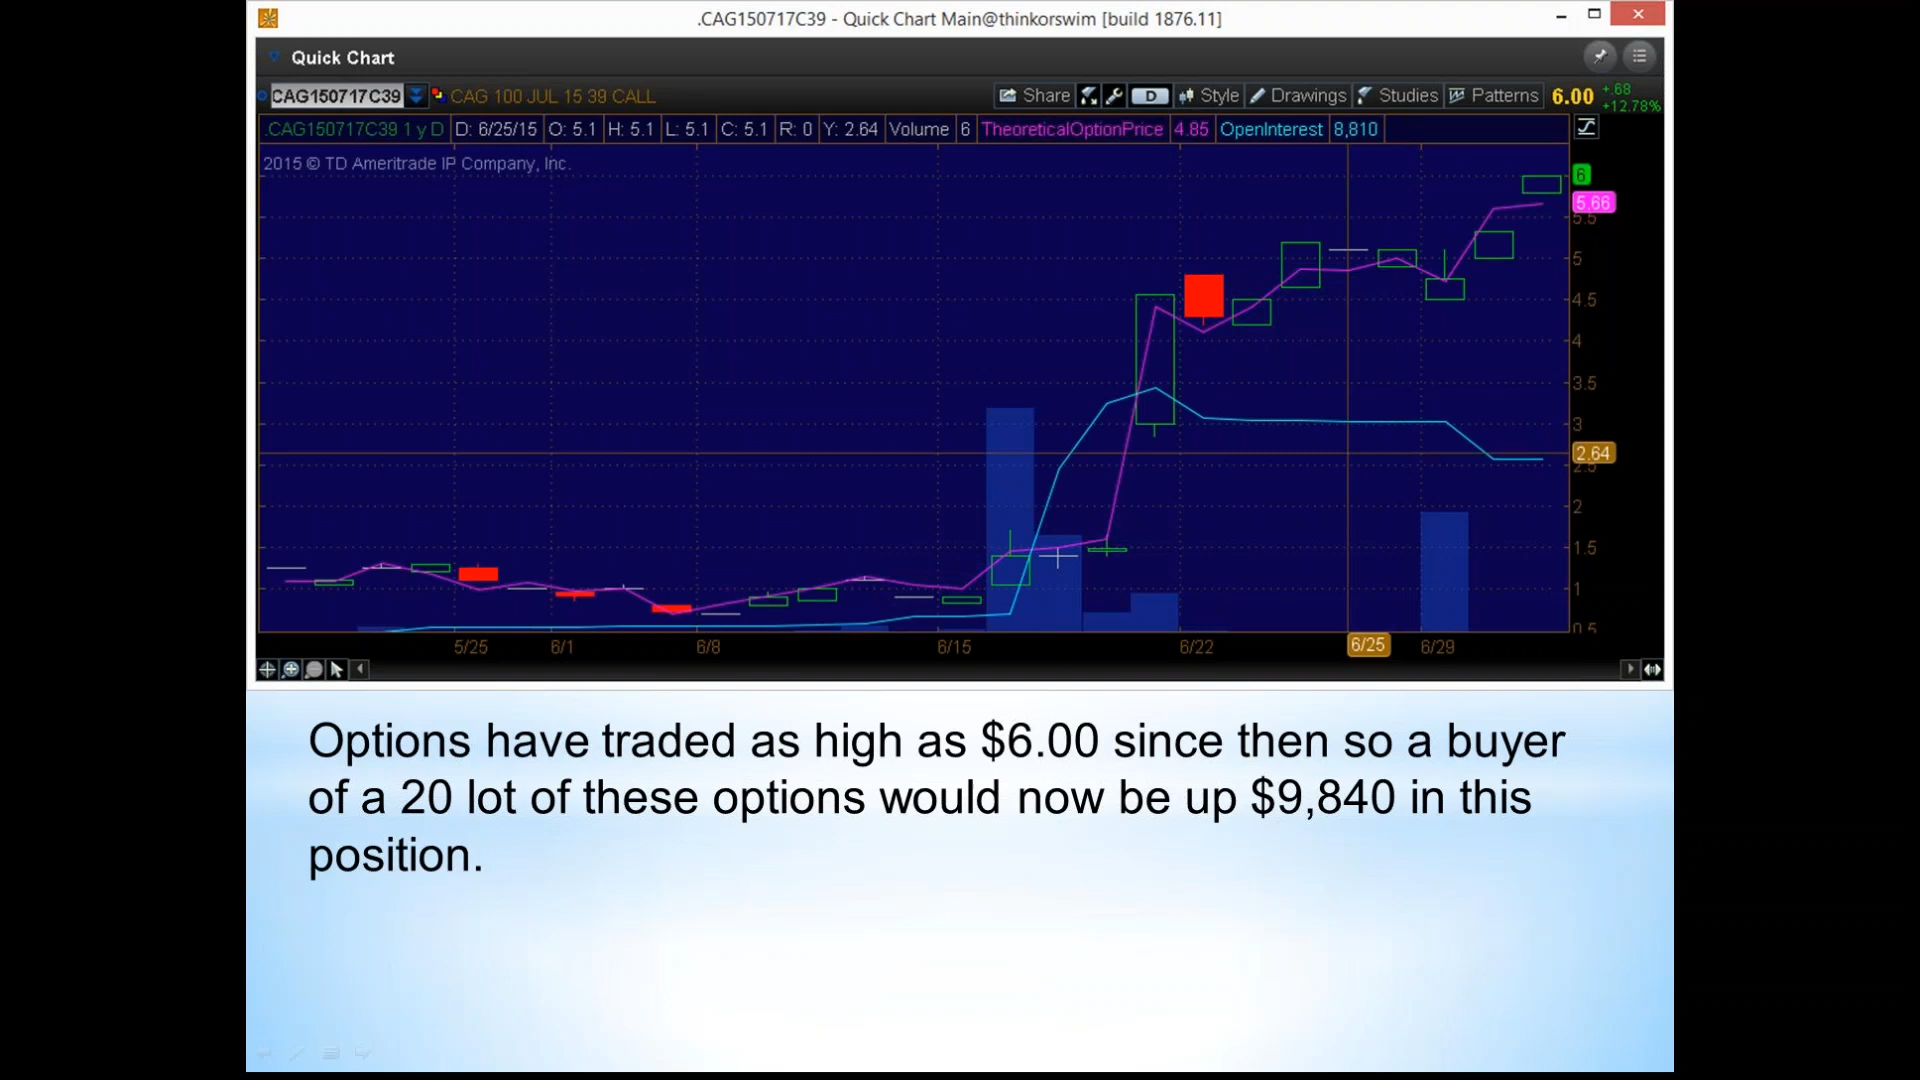 .CAG150717C39 - Quick Chart Main@thinkorswim [build 1876.11]
Quick Chart
CAG150717C39 CAG 100 JUL 15 39 CALL Share D Style Drawings Studies Patterns 6.00 +.68
+12.78%
.CAG150717C39 1 y D D: 6/25/15 O: 5.1 H: 5.1 L: 5.1 C: 5.1 R: 0 Y: 2.64 Volume 6 TheoreticalOptionPrice 4.85 OpenInterest 8,810
2015 © TD Ameritrade IP Company, Inc.
6
5.66
5.5
5
4.5
4
3.5
3
2.64
2.5
2
1.5
1
0.5
5/25 6/1 6/8 6/15 6/22 6/25 6/29
Options have traded as high as $6.00 since then so a buyer
of a 20 lot of these options would now be up $9,840 in this
position.